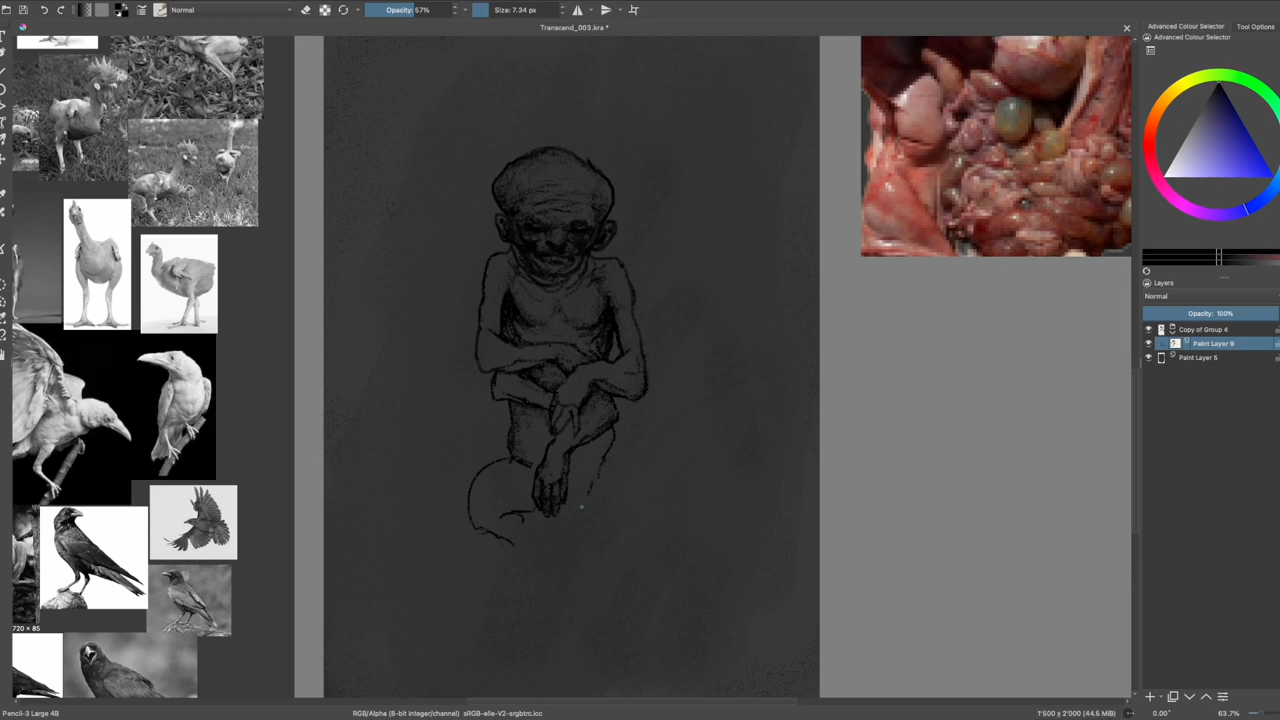 Normal
Opacity: 57%
Size: 7.34 px
Transcend_003.kra *
Advanced Colour Selector
Tool Options
Advanced Colour Selector
Layers
Normal
Opacity: 100%
Copy of Group 4
Paint Layer 9
Paint Layer 5
720 × 85
Pencil-3 Large 4B
RGB/Alpha (8-bit integer/channel) sRGB-elle-V2-srgbtrc.icc
1'500 x 2'000 (44.5 MiB)
0.00°
63.7%